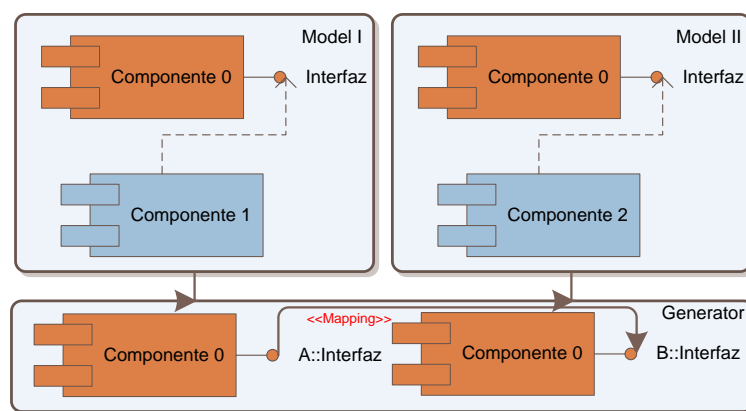 Model I
Componente 0
Interfaz
Componente 1
Model II
Componente 0
Interfaz
Componente 2
Generator
<<Mapping>>
Componente 0
A::Interfaz
Componente 0
B::Interfaz